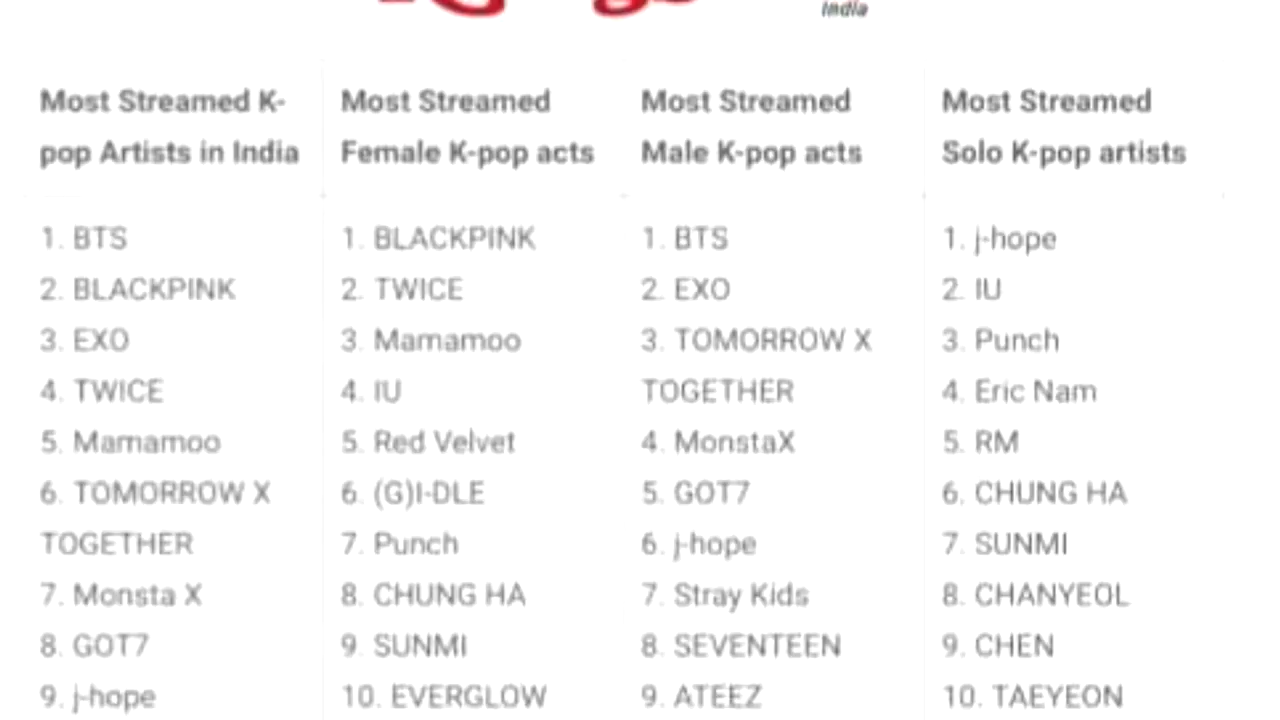 India
Most Streamed K-
pop Artists in India
1. BTS
2. BLACKPINK
3. EXO
4. TWICE
5. Mamamoo
6. TOMORROW X
TOGETHER
7. Monsta X
8. GOT7
9. j-hope
Most Streamed
Female K-pop acts
1. BLACKPINK
2. TWICE
3. Mamamoo
4. IU
5. Red Velvet
6. (G)I-DLE
7. Punch
8. CHUNG HA
9. SUNMI
10. EVERGLOW
Most Streamed
Male K-pop acts
1. BTS
2. EXO
3. TOMORROW X
TOGETHER
4. MonstaX
5. GOT7
6. j-hope
7. Stray Kids
8. SEVENTEEN
9. ATEEZ
Most Streamed
Solo K-pop artists
1. j-hope
2. IU
3. Punch
4. Eric Nam
5. RM
6. CHUNG HA
7. SUNMI
8. CHANYEOL
9. CHEN
10. TAEYEON